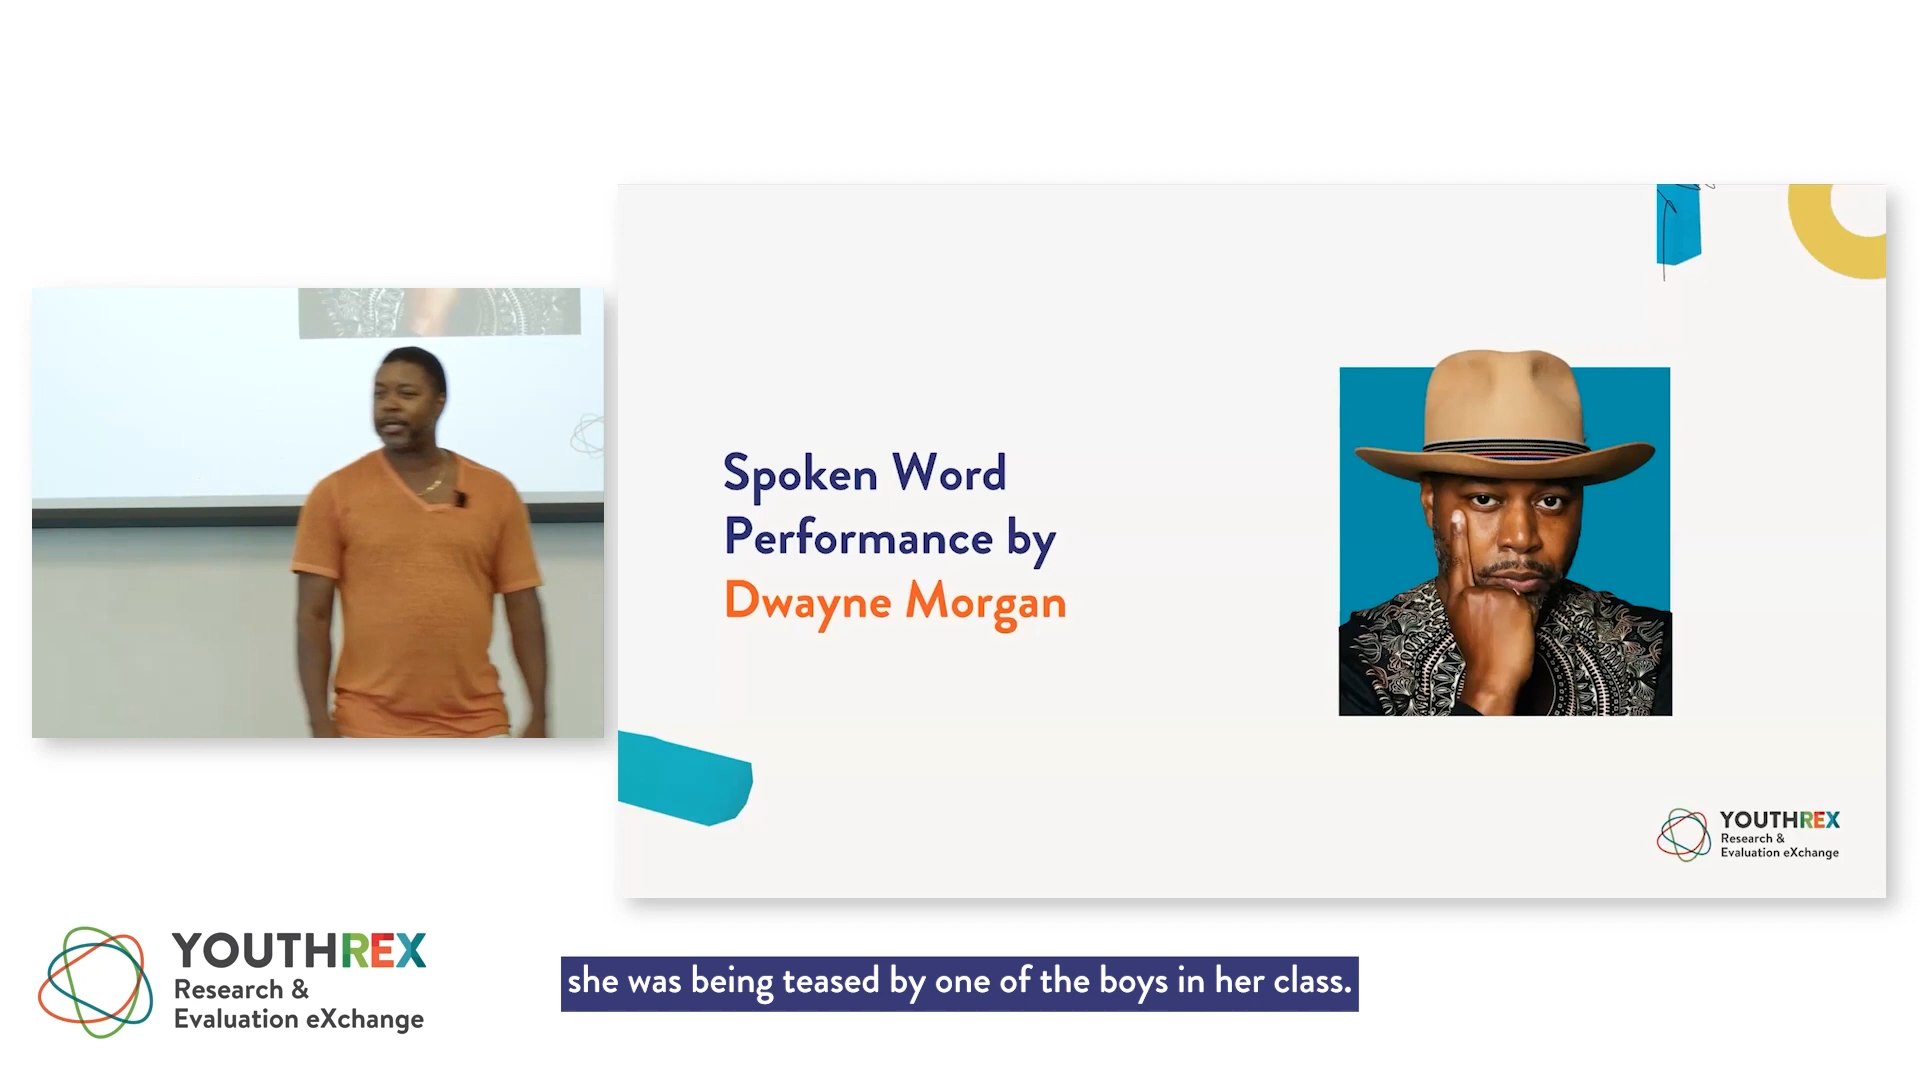 Spoken Word
Performance by
Dwayne Morgan
YOUTHREX
Research &
Evaluation eXchange
YOUTHREX
Research &
Evaluation eXchange
she was being teased by one of the boys in her class.